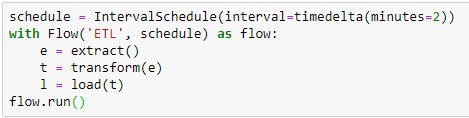 schedule = IntervalSchedule(interval=timedelta(minutes=2))
with Flow('ETL', schedule) as flow:
    e = extract()
    t = transform(e)
    l = load(t)
flow.run()